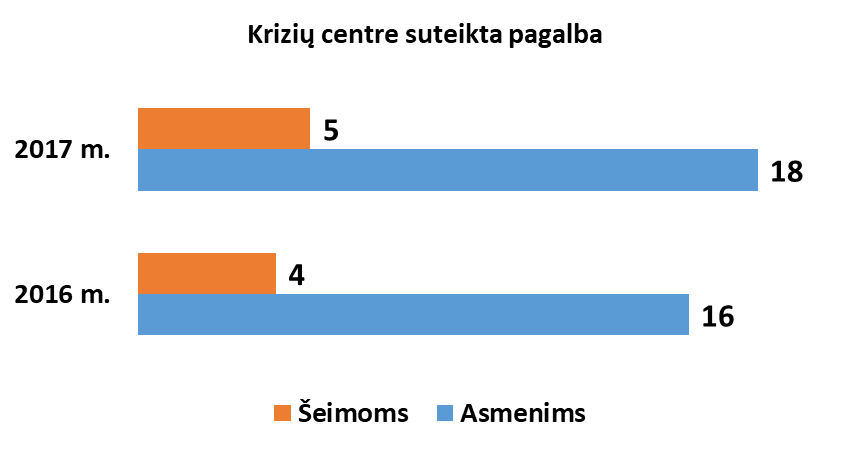 Krizių centre suteikta pagalba
5
2017 m.
18
4
2016 m.
16
Šeimoms Asmenims